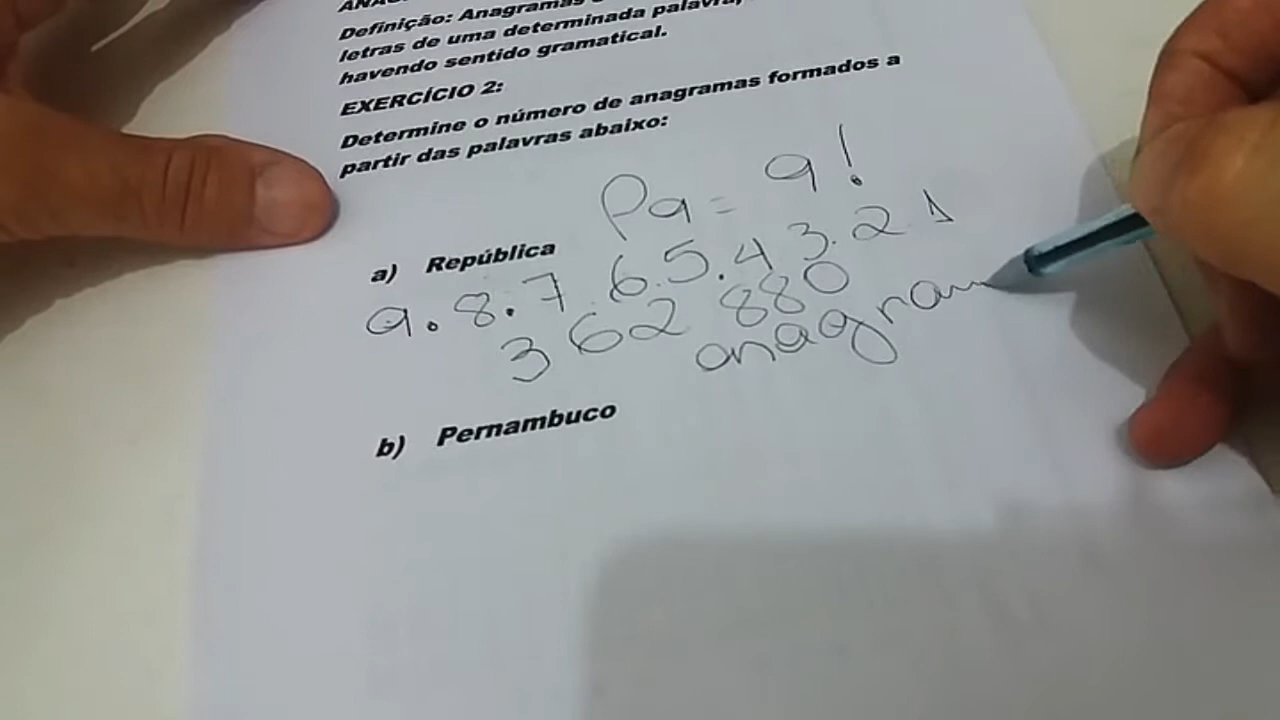 Definição: Anagramas
letras de uma determinada palavra,
havendo sentido gramatical.
EXERCÍCIO 2:
Determine o número de anagramas formados a
partir das palavras abaixo:
P9 = 9!
a) República
9.8.7.6.5.4 3.2 1
362 880
anagram
b) Pernambuco